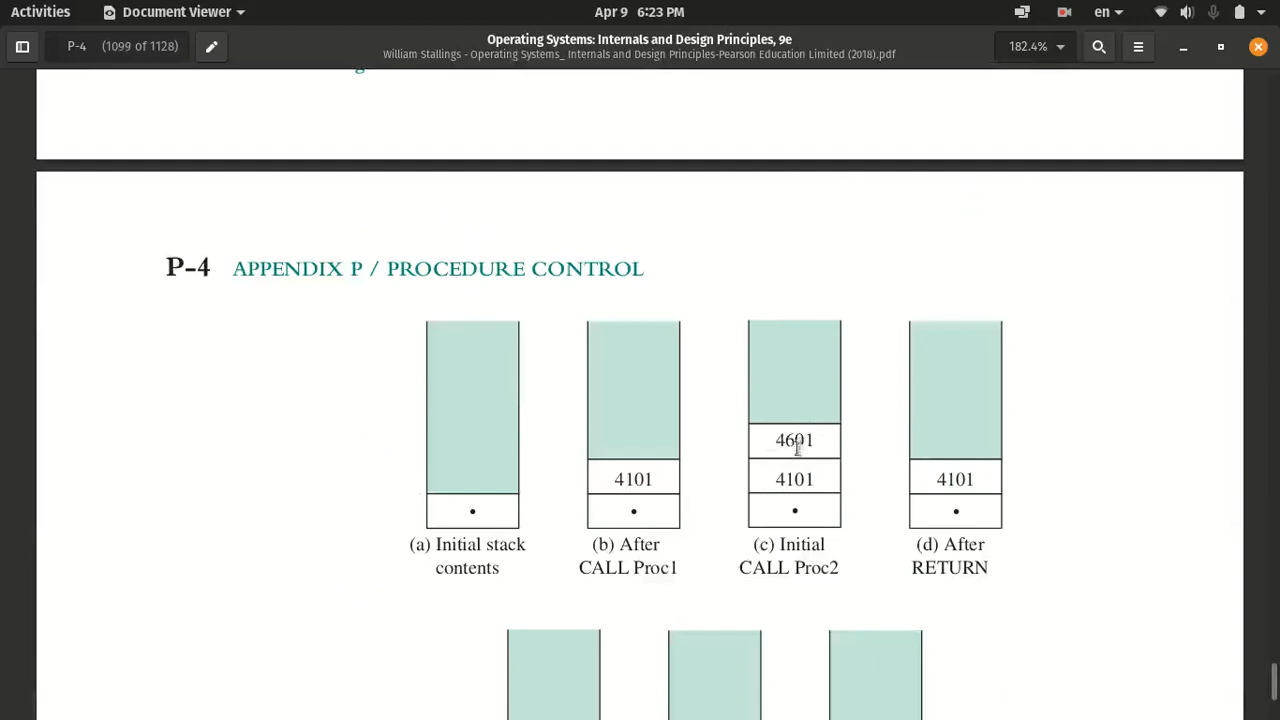 Activities Document Viewer Apr 9 6:23 PM en
P-4 (1099 of 1128) Operating Systems: Internals and Design Principles, 9e 182.4%
William Stallings - Operating Systems_ Internals and Design Principles-Pearson Education Limited (2018).pdf
P–4 APPENDIX P / PROCEDURE CONTROL
4601
4101 4101 4101
• • • •
(a) Initial stack (b) After (c) Initial (d) After
contents CALL Proc1 CALL Proc2 RETURN